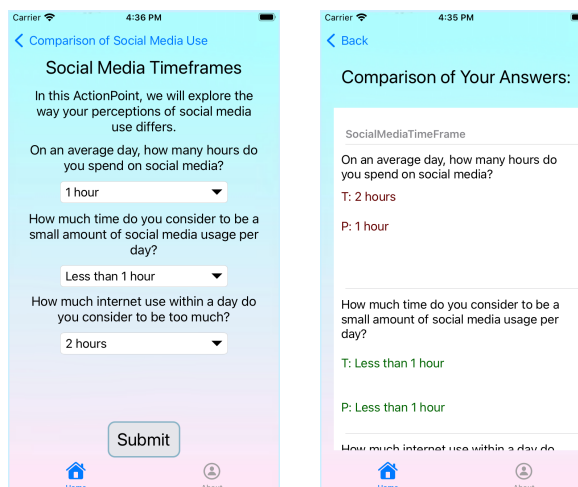 Carrier 4:36 PM
Comparison of Social Media Use
Social Media Timeframes
In this ActionPoint, we will explore the
way your perceptions of social media
use differs.
On an average day, how many hours do
you spend on social media?
1 hour
How much time do you consider to be a
small amount of social media usage per
day?
Less than 1 hour
How much internet use within a day do
you consider to be too much?
2 hours
Submit
Home About
Carrier 4:35 PM
Back
Comparison of Your Answers:
SocialMediaTimeFrame
On an average day, how many hours do
you spend on social media?
T: 2 hours
P: 1 hour
How much time do you consider to be a
small amount of social media usage per
day?
T: Less than 1 hour
P: Less than 1 hour
How much internet use within a day do
Home About